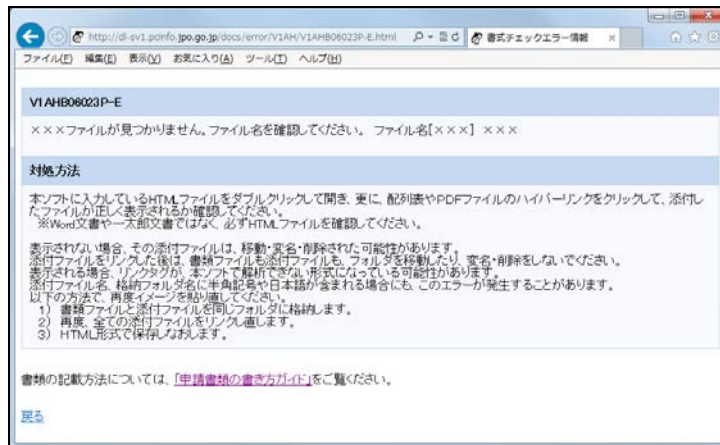 http://dl-sv1.pcinfo.jpo.go.jp/docs/error/V1AH/V1AHB06023P-E.html
書式チェックエラー情報
ファイル(F) 編集(E) 表示(V) お気に入り(A) ツール(T) ヘルプ(H)
V1AHB06023P-E
×××ファイルが見つかりません。ファイル名を確認してください。 ファイル名[×××] ×××
対処方法
本ソフトに入力しているHTMLファイルをダブルクリックして開き、更に、配列表やPDFファイルのハイパーリンクをクリックして、添付し
たファイルが正しく表示されるか確認してください。
※Word文書や一太郎文書ではなく、必ずHTMLファイルを確認してください。
表示されない場合、その添付ファイルは、移動・変名・削除された可能性があります。
添付ファイルをリンクした後は、書類ファイルも添付ファイルも、フォルダを移動したり、変名・削除をしないでください。
表示される場合、リンクタグが、本ソフトで解析できない形式になっている可能性があります。
添付ファイル名、格納フォルダ名に半角記号や日本語が含まれる場合にも、このエラーが発生することがあります。
以下の方法で、再度イメージを貼り直してください。
1) 書類ファイルと添付ファイルを同じフォルダに格納します。
2) 再度、全ての添付ファイルをリンクし直します。
3) HTML形式で保存しなおします。
書類の記載方法については、「申請書類の書き方ガイド」をご覧ください。
戻る